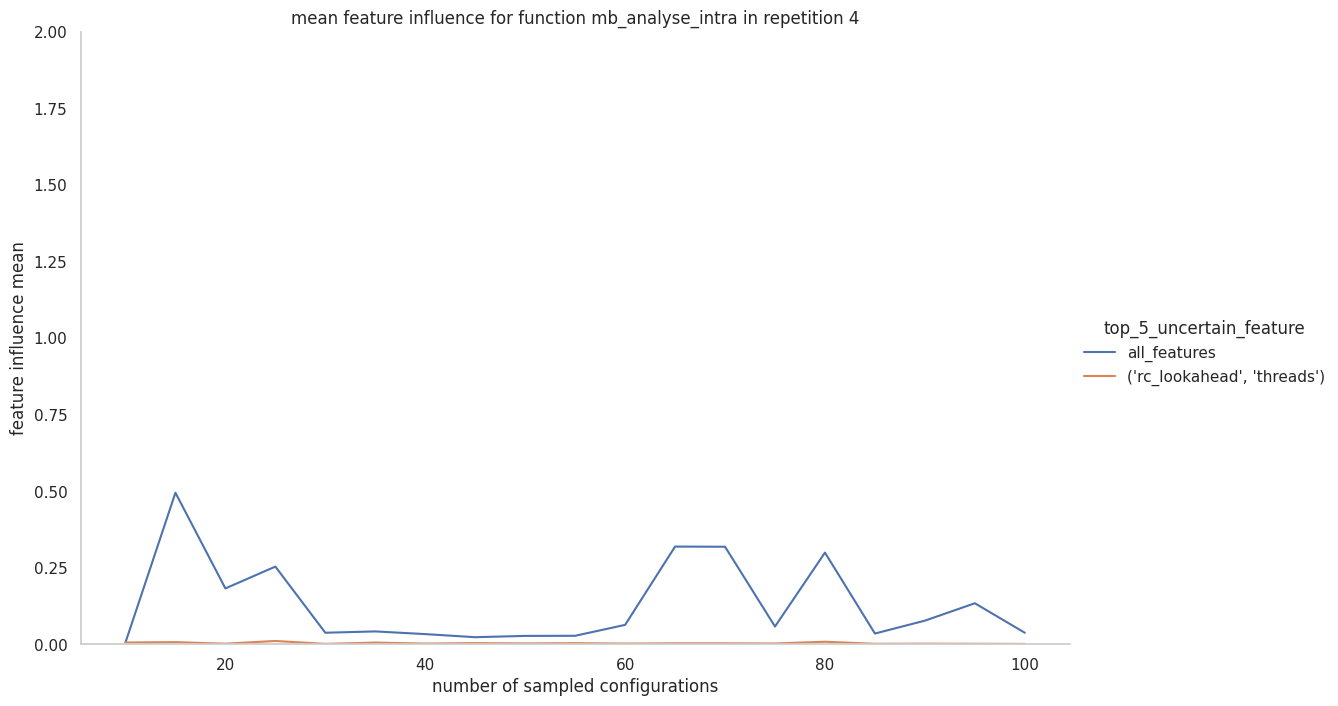 mean feature influence for function mb_analyse_intra in repetition 4
2.00
1.75
1.50
1.25
1.00
0.75
0.50
0.25
0.00
feature influence mean
20
40
60
80
100
number of sampled configurations
top_5_uncertain_feature
all_features
('rc_lookahead', 'threads')